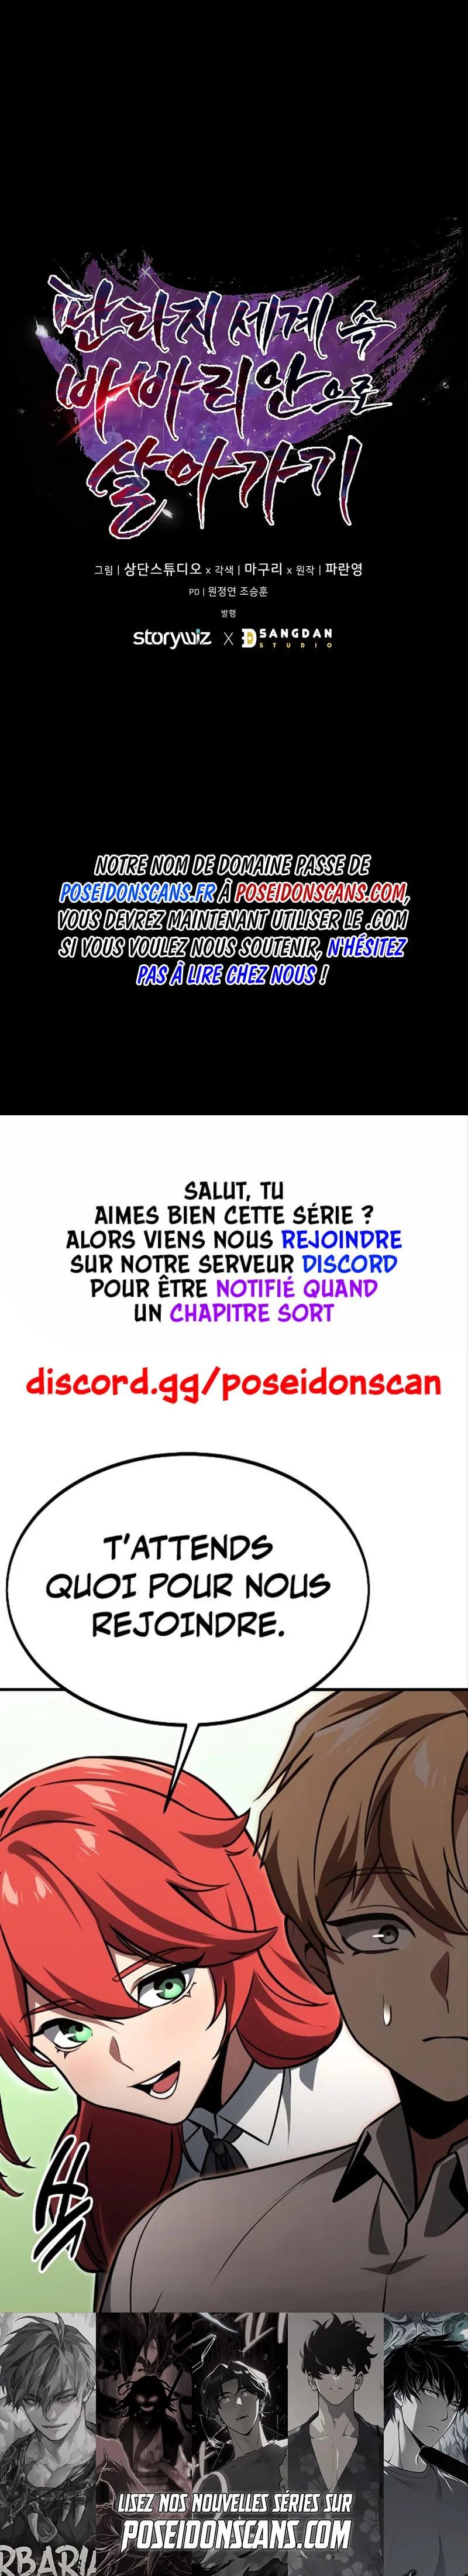 판타지 세계 속
바바리안으로
살아가기
그림 | 상단스튜디오 x 각색 | 마구리 x 원작 | 파란영
PD | 원정연 조승훈
발행
storywiz X SANGDAN
STUDIO
NOTRE NOM DE DOMAINE PASSE DE
POSEIDONSCANS.FR À POSEIDONSCANS.COM,
VOUS DEVREZ MAINTENANT UTILISER LE .COM
SI VOUS VOULEZ NOUS SOUTENIR, N'HÉSITEZ
PAS À LIRE CHEZ NOUS !
SALUT, TU
AIMES BIEN CETTE SÉRIE ?
ALORS VIENS NOUS REJOINDRE
SUR NOTRE SERVEUR DISCORD
POUR ÊTRE NOTIFIÉ QUAND
UN CHAPITRE SORT
discord.gg/poseidonscan
T'ATTENDS
QUOI POUR NOUS
REJOINDRE.
LISEZ NOS NOUVELLES SÉRIES SUR
POSEIDONSCANS.COM